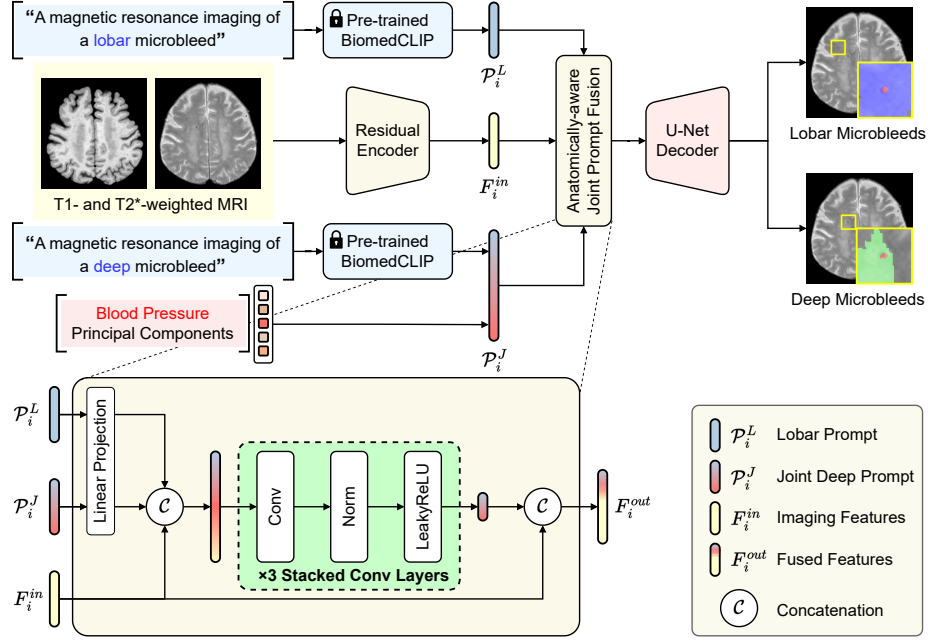 “A magnetic resonance imaging of
a lobar microbleed”
Pre-trained
BiomedCLIP
𝒫_i^L
T1- and T2*-weighted MRI
Residual
Encoder
F_i^{in}
Anatomically-aware
Joint Prompt Fusion
U-Net
Decoder
Lobar Microbleeds
Deep Microbleeds
“A magnetic resonance imaging of
a deep microbleed”
Pre-trained
BiomedCLIP
Blood Pressure
Principal Components
𝒫_i^J
𝒫_i^L
𝒫_i^J
F_i^{in}
Linear Projection
𝒞
Conv
Norm
LeakyReLU
×3 Stacked Conv Layers
𝒞
F_i^{out}
𝒫_i^L Lobar Prompt
𝒫_i^J Joint Deep Prompt
F_i^{in} Imaging Features
F_i^{out} Fused Features
𝒞 Concatenation